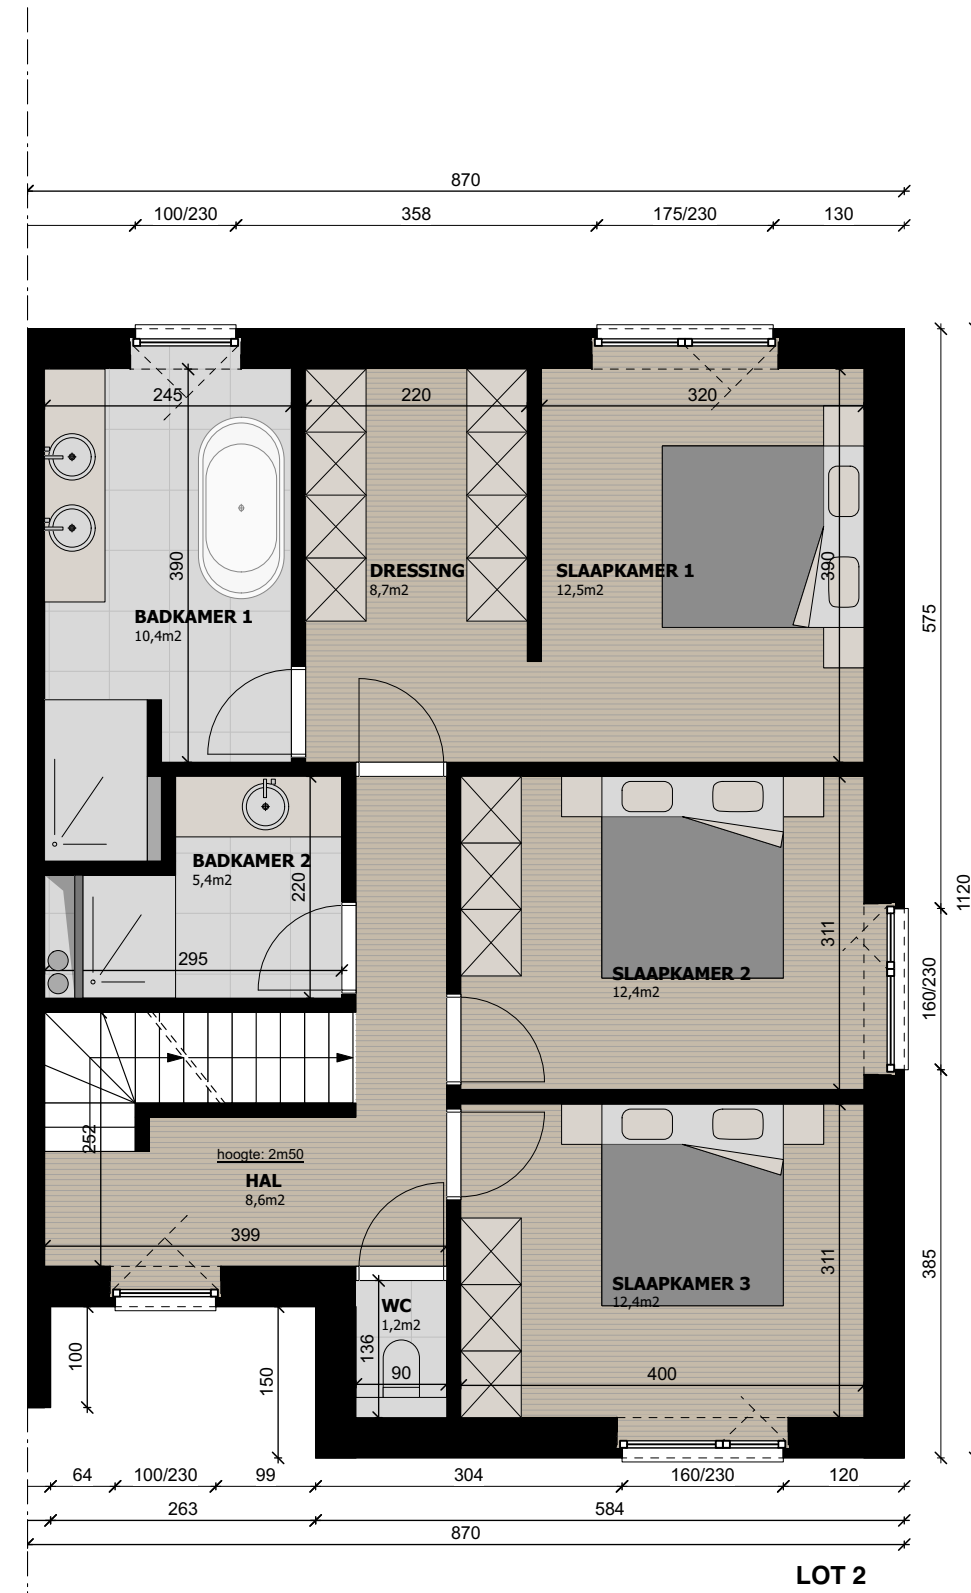 870
100/230 358 175/230 130
245 220 320
390
390
DRESSING
8,7m2
SLAAPKAMER 1
12,5m2
BADKAMER 1
10,4m2
575
BADKAMER 2
5,4m2
220
295
311
SLAAPKAMER 2
12,4m2
1120
160/230
252
hoogte: 2m50
HAL
8,6m2
399
311
SLAAPKAMER 3
12,4m2
385
WC
1,2m2
136
90
400
100
150
64 100/230 99 304 160/230 120
263 584
870
LOT 2